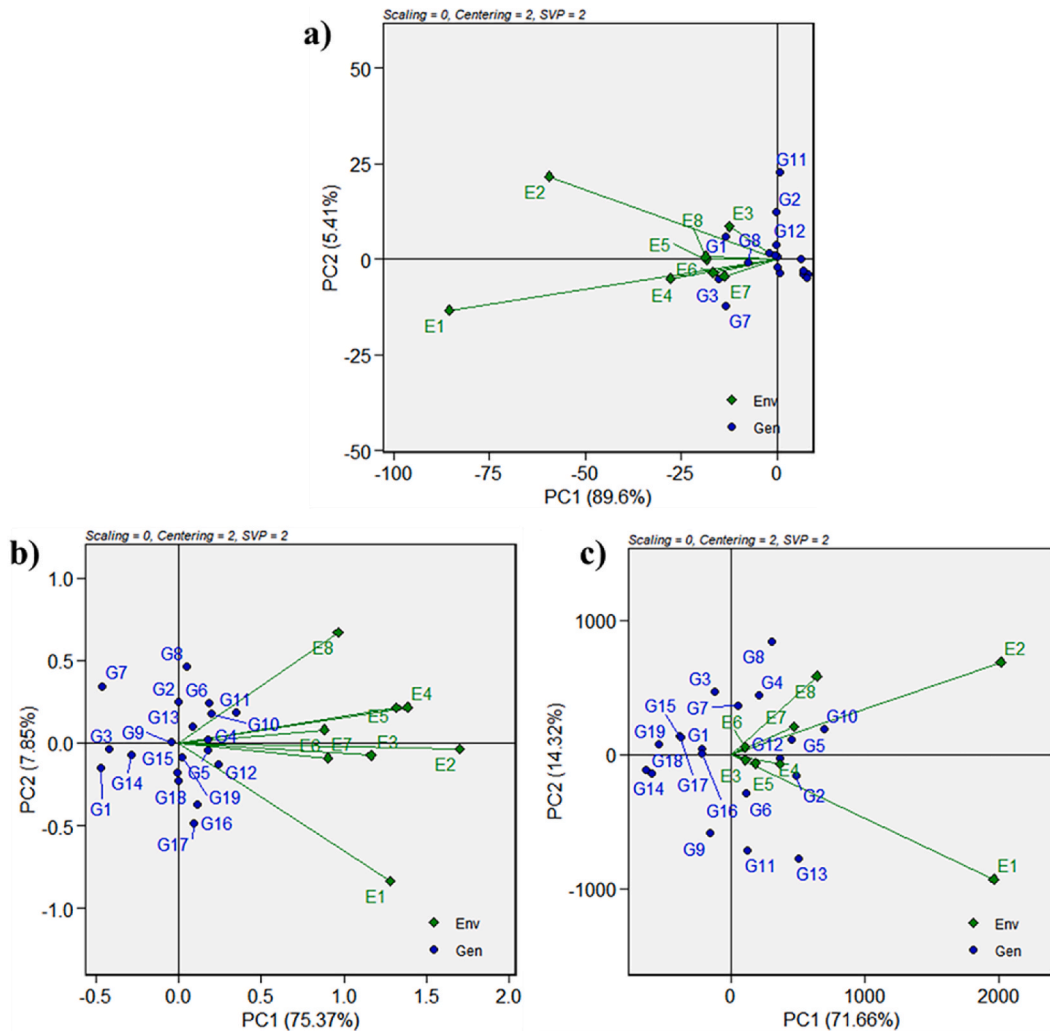 Scaling = 0, Centering = 2, SVP = 2
a)
50
25
0
-25
-50
PC2 (5.41%)
G11
E2
G2
E8
E3
E5
G1
G8
G12
E6
E4
G3
E7
E1
G7
Env
Gen
-100
-75
-50
-25
0
PC1 (89.6%)
b)
Scaling = 0, Centering = 2, SVP = 2
1.0
0.5
0.0
-0.5
-1.0
PC2 (7.85%)
G8
E8
G7
G2
G6
G11
E4
G13
G10
E5
G3
G9
G4
E6
E7
E3
E2
G15
G5
G12
G1
G14
G18
G19
G16
G17
E1
Env
Gen
-0.5
0.0
0.5
1.0
1.5
2.0
PC1 (75.37%)
c)
Scaling = 0, Centering = 2, SVP = 2
1000
0
-1000
PC2 (14.32%)
G8
E2
G3
G4
E8
G15
G7
G19
E6
E7
G10
G1
G12
G5
G18
E3
E4
G14
G17
E5
G2
G16
G6
G9
G11
G13
E1
Env
Gen
0
1000
2000
PC1 (71.66%)